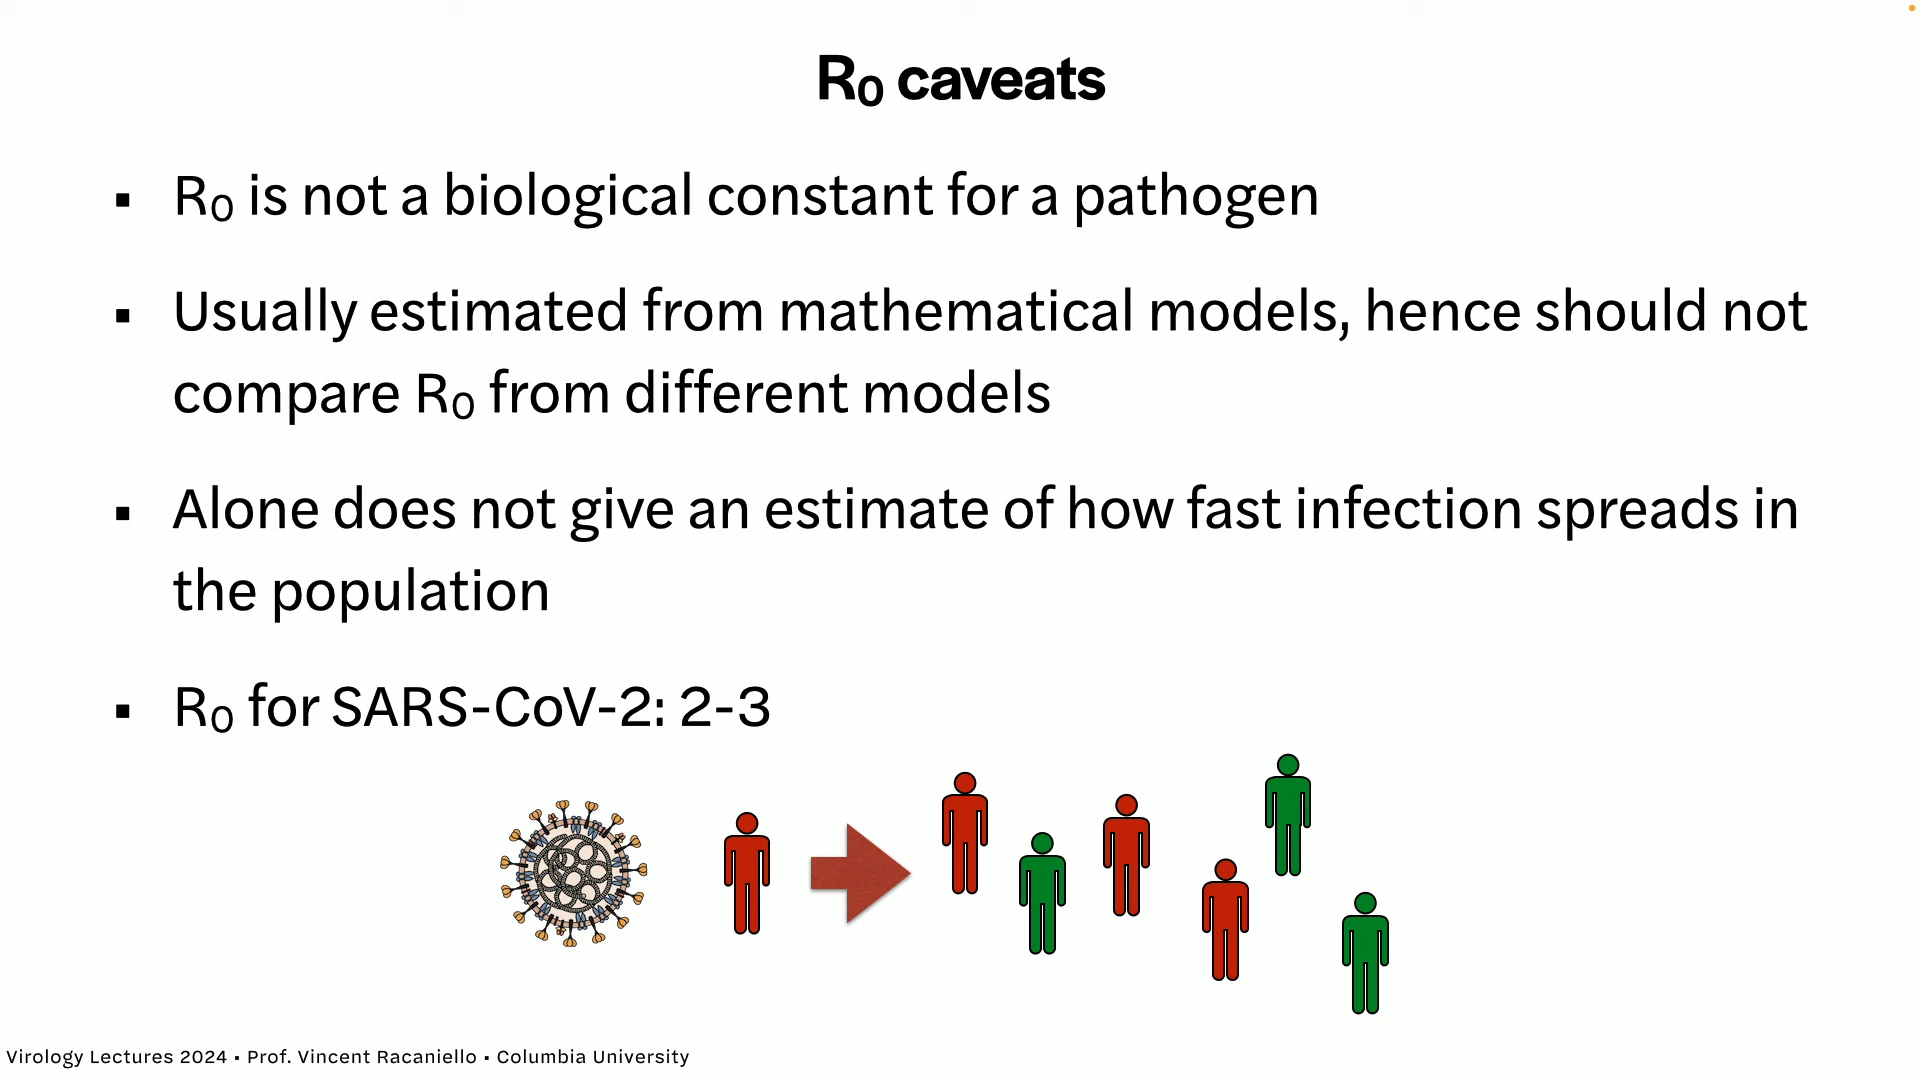 R₀ caveats
▪ R₀ is not a biological constant for a pathogen
▪ Usually estimated from mathematical models, hence should not
compare R₀ from different models
▪ Alone does not give an estimate of how fast infection spreads in
the population
▪ R₀ for SARS-CoV-2: 2-3
Virology Lectures 2024 ▪ Prof. Vincent Racaniello ▪ Columbia University